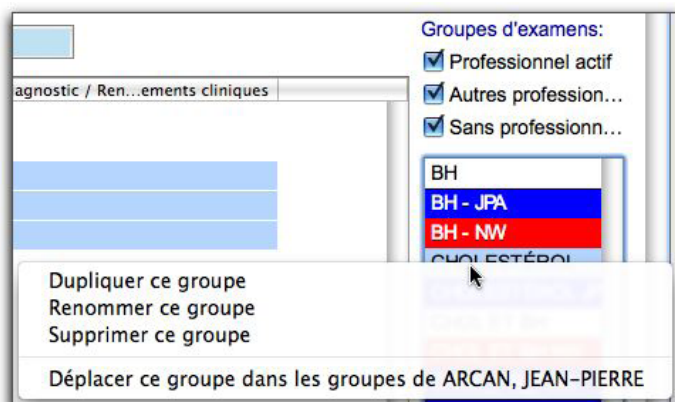 Groupes d'examens:
Professionnel actif
Autres profession...
Sans professionn...
agnostic / Ren...ements cliniques
BH
BH - JPA
BH - NW
CHOLESTÉROL
Dupliquer ce groupe
Renommer ce groupe
Supprimer ce groupe
Déplacer ce groupe dans les groupes de ARCAN, JEAN-PIERRE